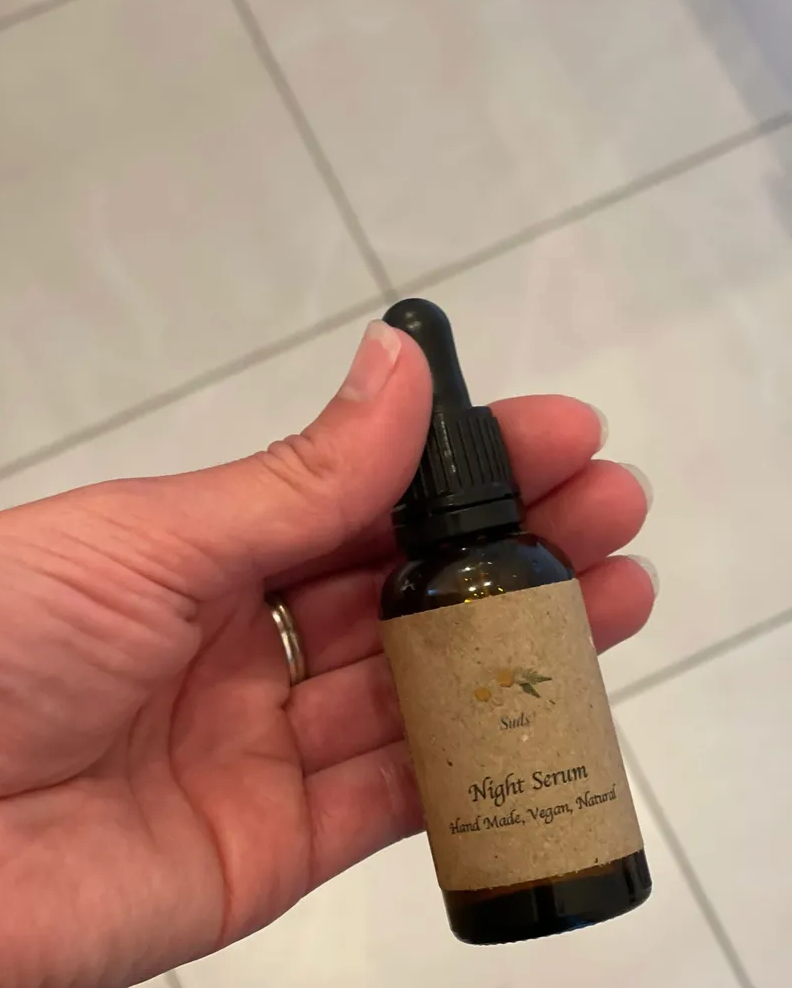 Suds
Night Serum
Hand Made, Vegan, Natural